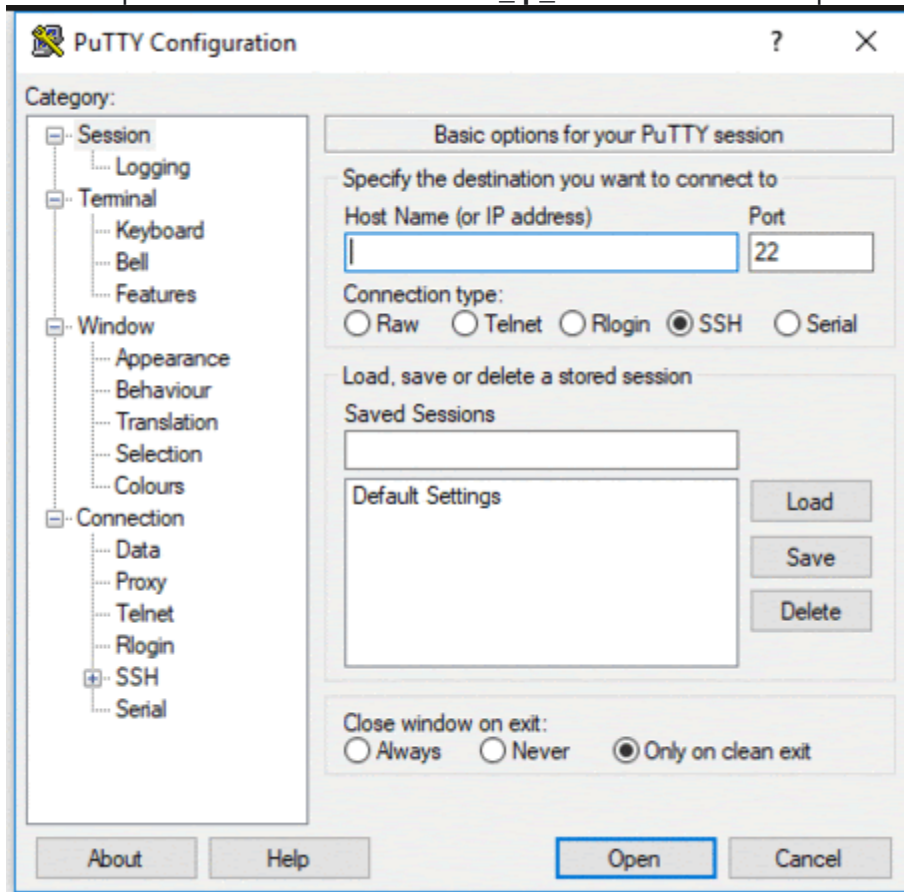 PuTTY Configuration
?
Category:
Session
Logging
Terminal
Keyboard
Bell
Features
Window
Appearance
Behaviour
Translation
Selection
Colours
Connection
Data
Proxy
Telnet
Rlogin
SSH
Serial
Basic options for your PuTTY session
Specify the destination you want to connect to
Host Name (or IP address) Port
22
Connection type:
Raw Telnet Rlogin SSH Serial
Load, save or delete a stored session
Saved Sessions
Default Settings
Load
Save
Delete
Close window on exit:
Always Never Only on clean exit
About Help Open Cancel